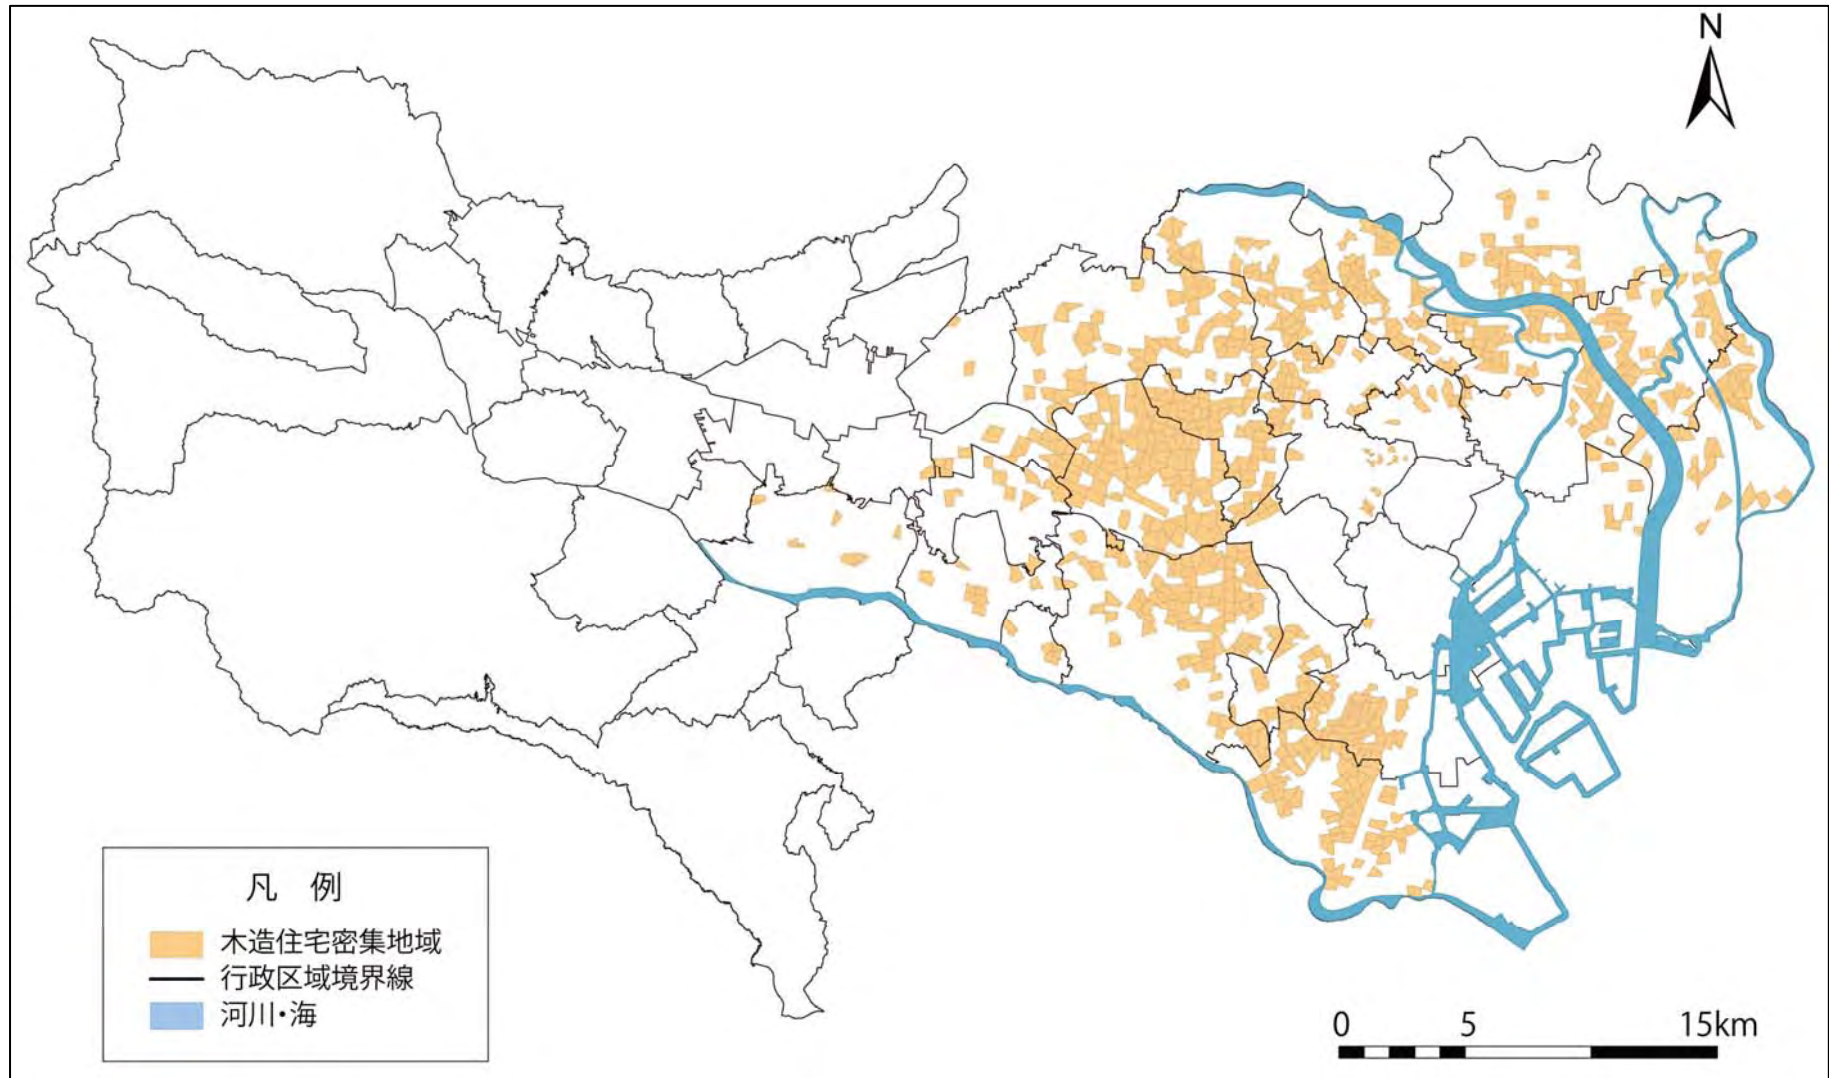 N
凡 例
木造住宅密集地域
行政区域境界線
河川・海
0 5 15km